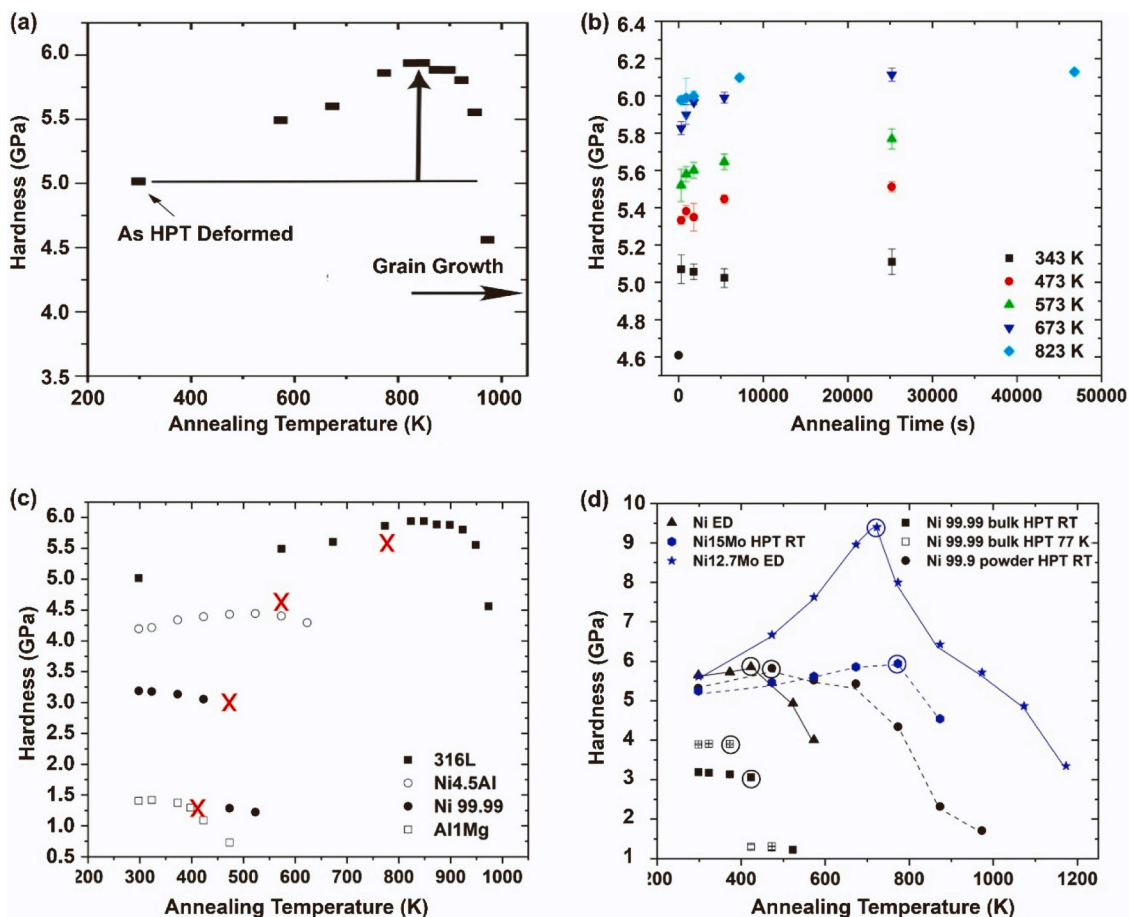 (a)
6.0
5.5
5.0
4.5
4.0
3.5
Hardness (GPa)
As HPT Deformed
Grain Growth
200 400 600 800 1000
Annealing Temperature (K)
(b)
6.4
6.2
6.0
5.8
5.6
5.4
5.2
5.0
4.8
4.6
Hardness (GPa)
343 K
473 K
573 K
673 K
823 K
0 10000 20000 30000 40000 50000
Annealing Time (s)
(c)
6.0
5.5
5.0
4.5
4.0
3.5
3.0
2.5
2.0
1.5
1.0
0.5
Hardness (GPa)
X
X
X
X
316L
Ni4.5Al
Ni 99.99
Al1Mg
200 300 400 500 600 700 800 900 1000
Annealing Temperature (K)
(d)
10
9
8
7
6
5
4
3
2
1
Hardness (GPa)
Ni ED
Ni15Mo HPT RT
Ni12.7Mo ED
Ni 99.99 bulk HPT RT
Ni 99.99 bulk HPT 77 K
Ni 99.9 powder HPT RT
200 400 600 800 1000 1200
Annealing Temperature (K)